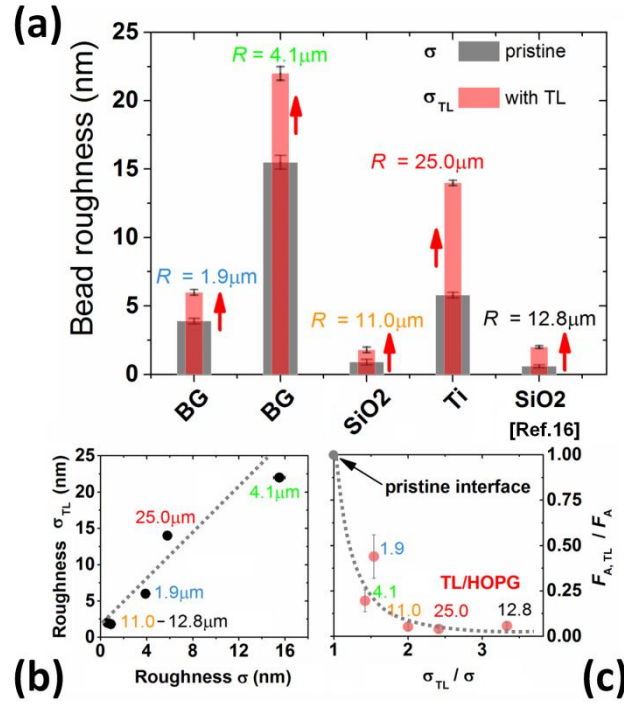 (a)
Bead roughness (nm)
25
20
15
10
5
0
R = 4.1µm
σ pristine
σTL with TL
R = 25.0µm
R = 1.9µm
R = 11.0µm
R = 12.8µm
BG
BG
SiO2
Ti
SiO2
[Ref.16]
(b)
Roughness σTL (nm)
25
20
15
10
5
0
4.1µm
25.0µm
1.9µm
11.0-12.8µm
0 4 8 12 16
Roughness σ (nm)
(c)
pristine interface
1.9
TL/HOPG
4.1
11.0
25.0
12.8
1.00
0.75
0.50
0.25
0.00
FA,TL / FA
1 2 3
σTL / σ